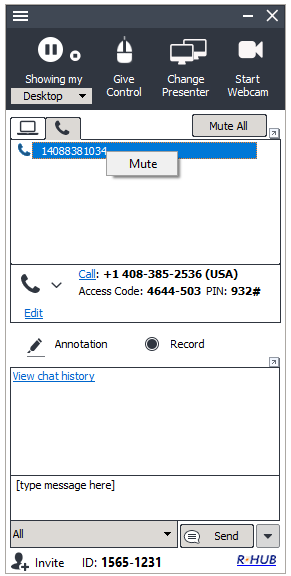 Showing my
Desktop
Give
Control
Change
Presenter
Start
Webcam
Mute All
14088381034
Mute
Call: +1 408-385-2536 (USA)
Access Code: 4644-503 PIN: 932#
Edit
Annotation
Record
View chat history
[type message here]
All
Send
Invite
ID: 1565-1231
R-HUB